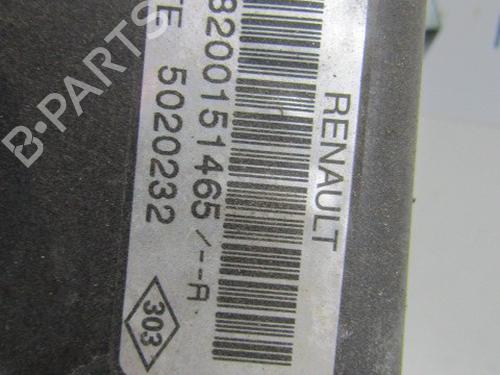 RENAULT
8200151465/--A
TE 5020232
303
B-PARTS